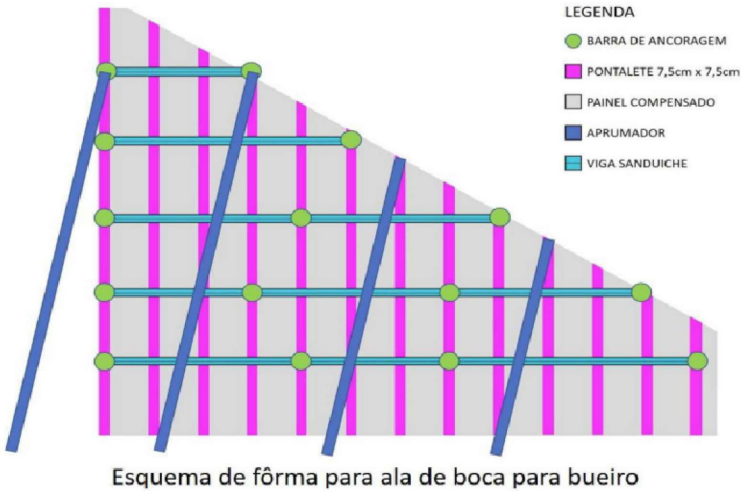 LEGENDA
BARRA DE ANCORAGEM
PONTALETE 7,5cm x 7,5cm
PAINEL COMPENSADO
APRUMADOR
VIGA SANDUICHE
Esquema de fôrma para ala de boca para bueiro